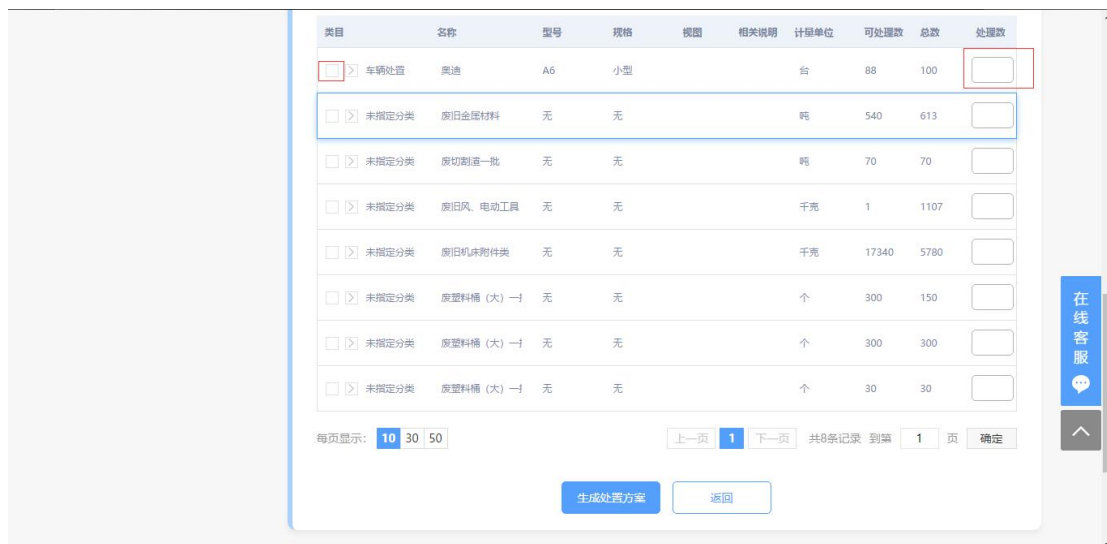 类目 名称 型号 规格 视图 相关说明 计量单位 可处理数 总数 处理数
车辆处置 奥迪 A6 小型 台 88 100
未指定分类 废旧金属材料 无 无 吨 540 613
未指定分类 废切割渣一批 无 无 吨 70 70
未指定分类 废旧风、电动工具 无 无 千克 1 1107
未指定分类 废旧机床附件类 无 无 千克 17340 5780
未指定分类 废塑料桶（大）一 无 无 个 300 150
未指定分类 废塑料桶（大）一 无 无 个 300 300
未指定分类 废塑料桶（大）一 无 无 个 30 30
每页显示: 10 30 50 上一页 1 下一页 共8条记录 到第 1 页 确定
生成处置方案 返回
在线客服